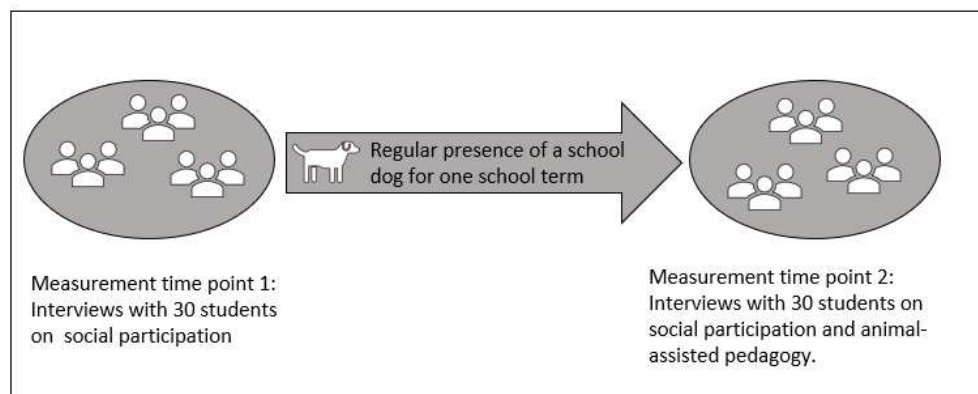 Regular presence of a school
dog for one school term
Measurement time point 1:
Interviews with 30 students
on social participation
Measurement time point 2:
Interviews with 30 students on
social participation and animal-
assisted pedagogy.